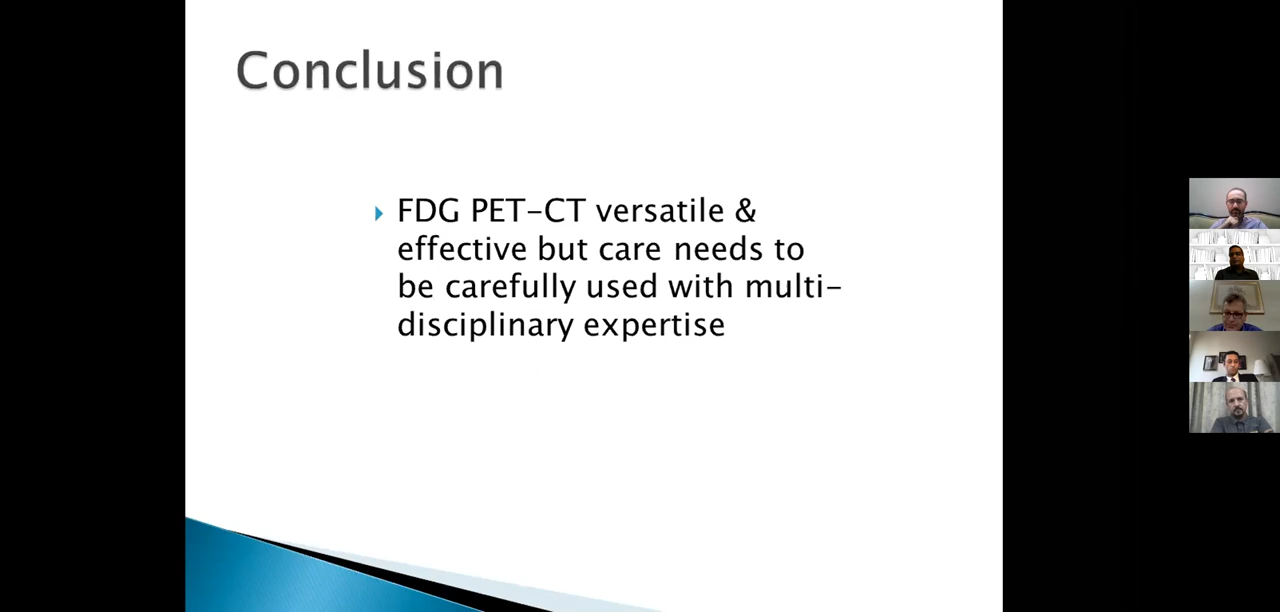 Conclusion
FDG PET-CT versatile &
effective but care needs to
be carefully used with multi-
disciplinary expertise